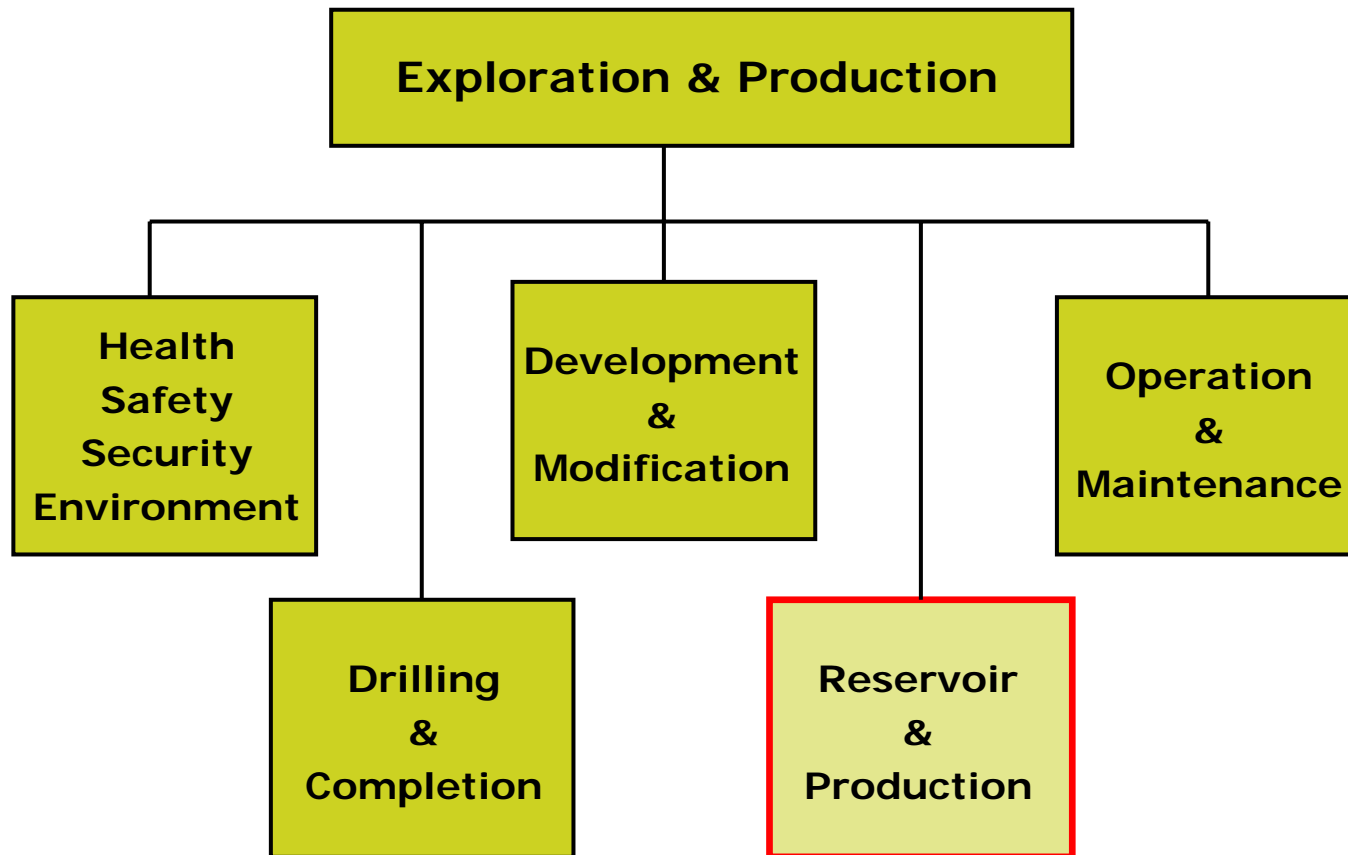 Exploration & Production
Health
Safety
Security
Environment
Development
&
Modification
Operation
&
Maintenance
Drilling
&
Completion
Reservoir
&
Production